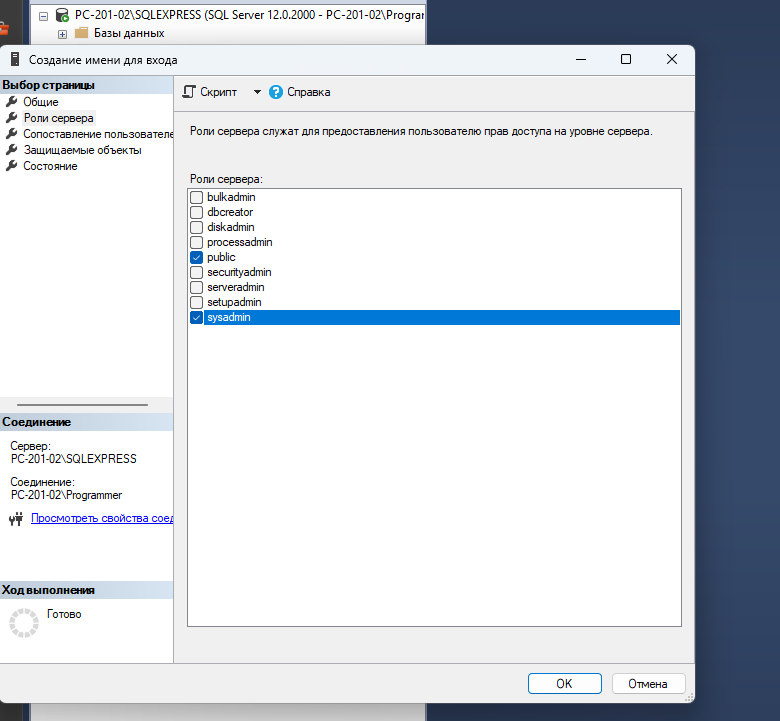 PC-201-02\SQLEXPRESS (SQL Server 12.0.2000 - PC-201-02\Program
Базы данных
Создание имени для входа
Выбор страницы
Общие
Роли сервера
Сопоставление пользователе
Защищаемые объекты
Состояние
Скрипт
Справка
Роли сервера служат для предоставления пользователю прав доступа на уровне сервера.
Роли сервера:
bulkadmin
dbcreator
diskadmin
processadmin
public
securityadmin
serveradmin
setupadmin
sysadmin
Соединение
Сервер:
PC-201-02\SQLEXPRESS
Соединение:
PC-201-02\Programmer
Просмотреть свойства соед
Ход выполнения
Готово
OK
Отмена